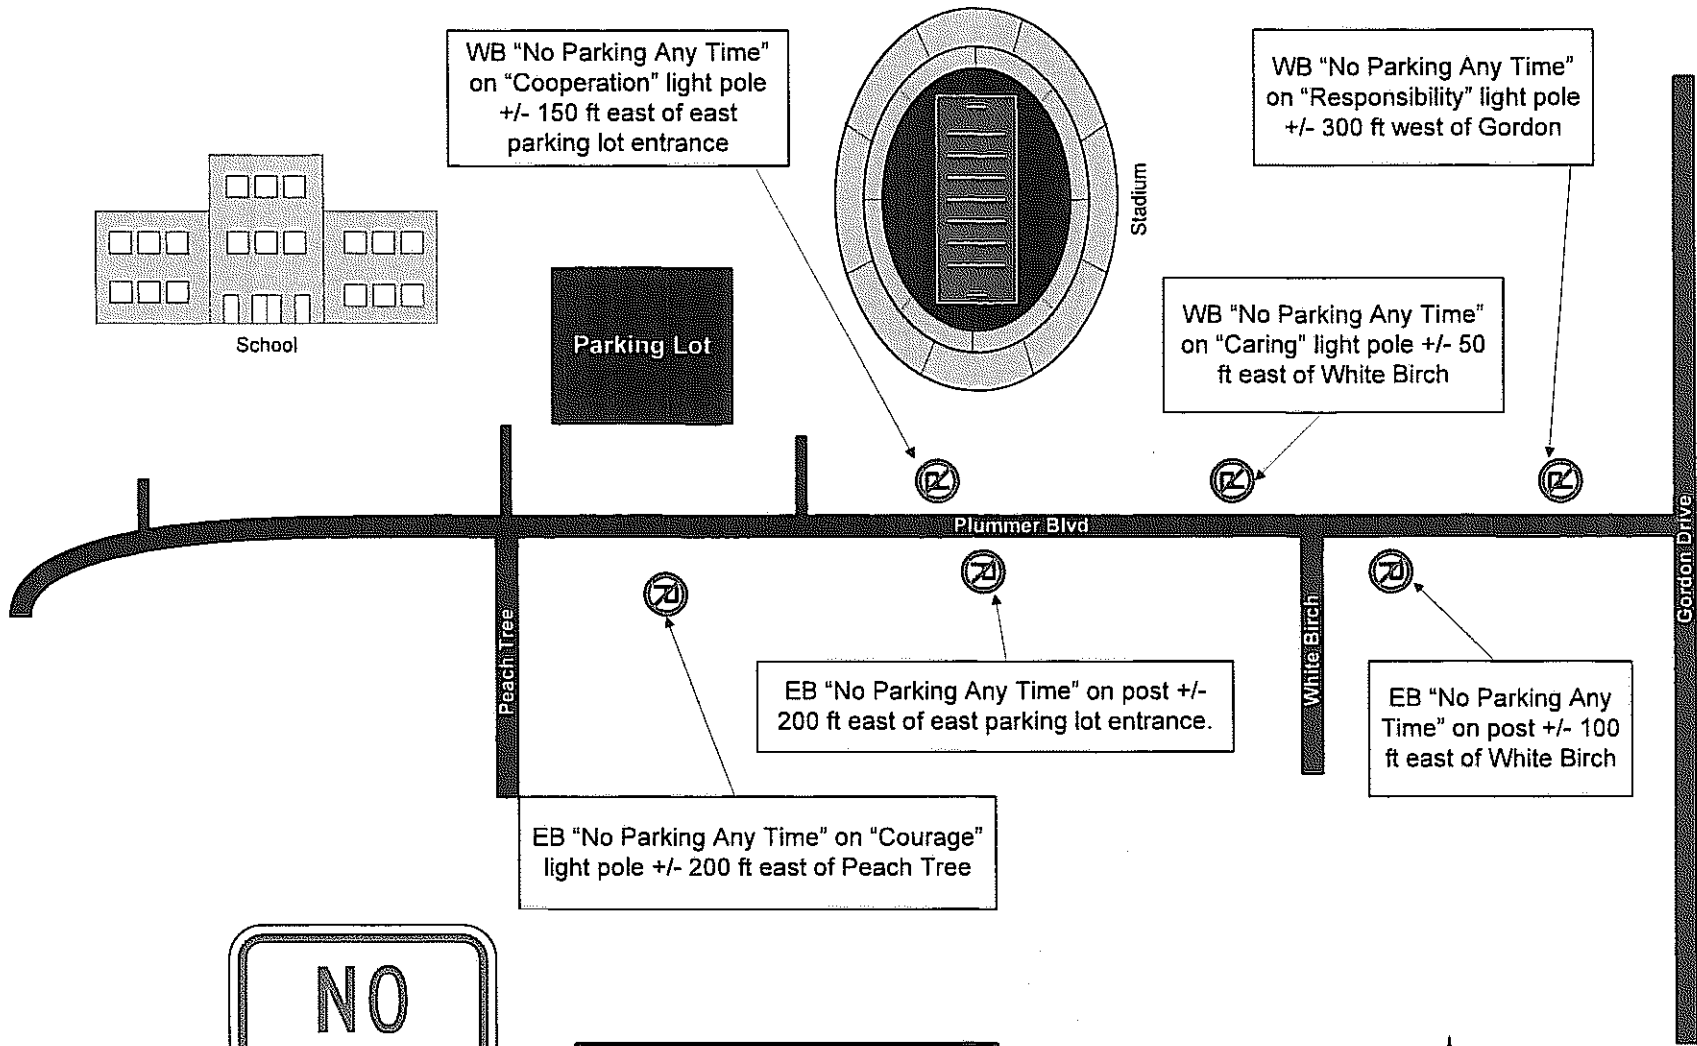 WB "No Parking Any Time"
on "Cooperation" light pole
+/- 150 ft east of east
parking lot entrance
WB "No Parking Any Time"
on "Responsibility" light pole
+/- 300 ft west of Gordon
Stadium
School
Parking Lot
WB "No Parking Any Time"
on "Caring" light pole +/- 50
ft east of White Birch
Plummer Blvd
Gordon Drive
Peach Tree
White Birch
EB "No Parking Any Time" on post +/-
200 ft east of east parking lot entrance.
EB "No Parking Any
Time" on post +/- 100
ft east of White Birch
EB "No Parking Any Time" on "Courage"
light pole +/- 200 ft east of Peach Tree
NO